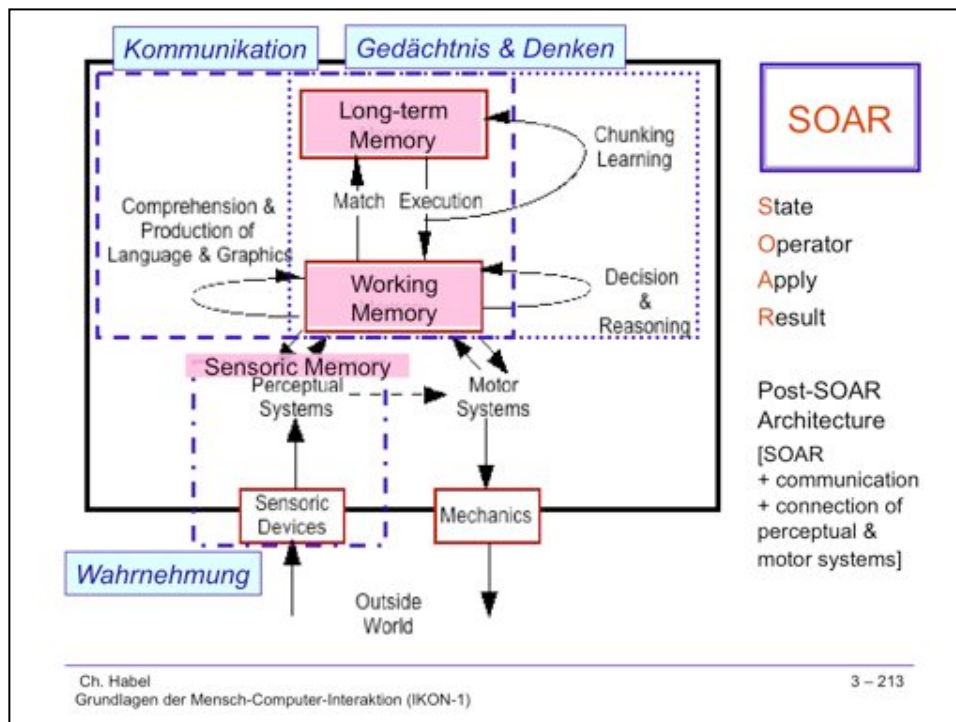 Kommunikation
Gedächtnis & Denken
Long-term
Memory
Chunking
Learning
Match
Execution
Comprehension &
Production of
Language & Graphics
Working
Memory
Decision
&
Reasoning
Sensoric Memory
Perceptual
Systems
Motor
Systems
Sensoric
Devices
Mechanics
Wahrnehmung
Outside
World
SOAR
State
Operator
Apply
Result
Post-SOAR
Architecture
[SOAR
+ communication
+ connection of
perceptual &
motor systems]
Ch. Habel
Grundlagen der Mensch-Computer-Interaktion (IKON-1)
3 – 213